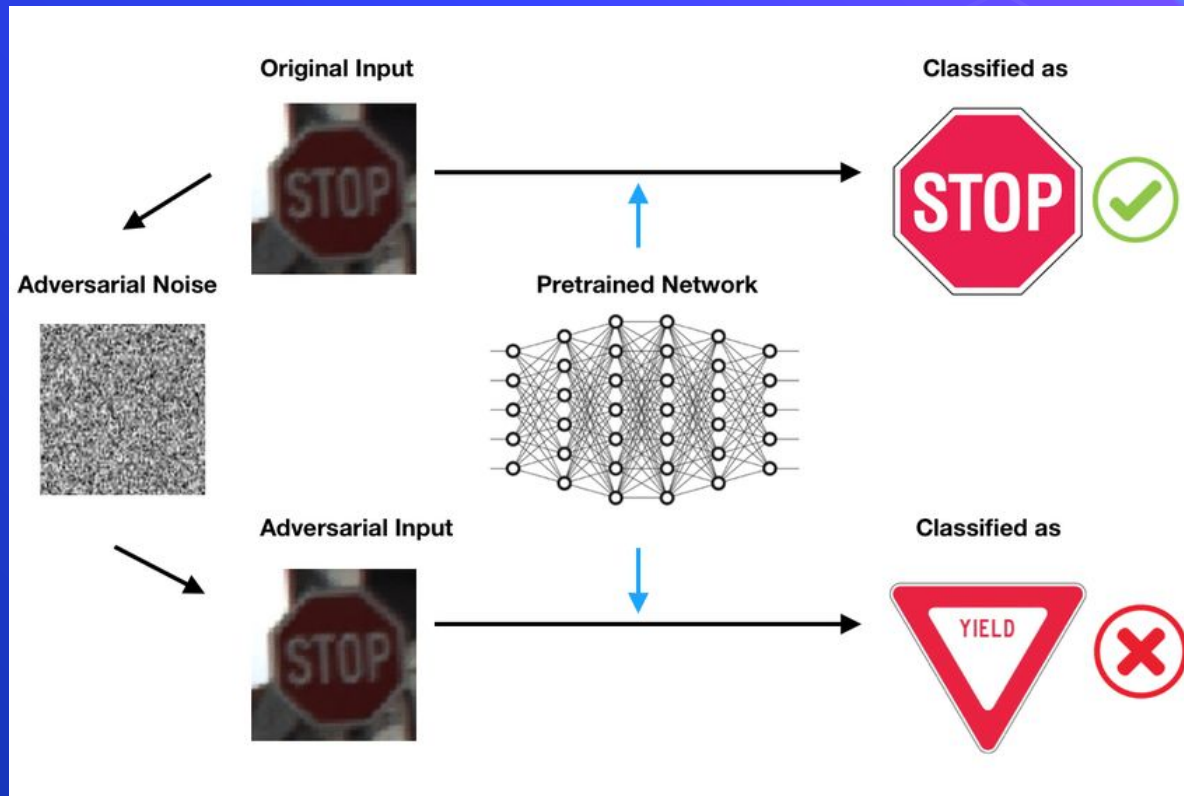 Original Input
Classified as
STOP
STOP
Adversarial Noise
Pretrained Network
Adversarial Input
Classified as
STOP
YIELD